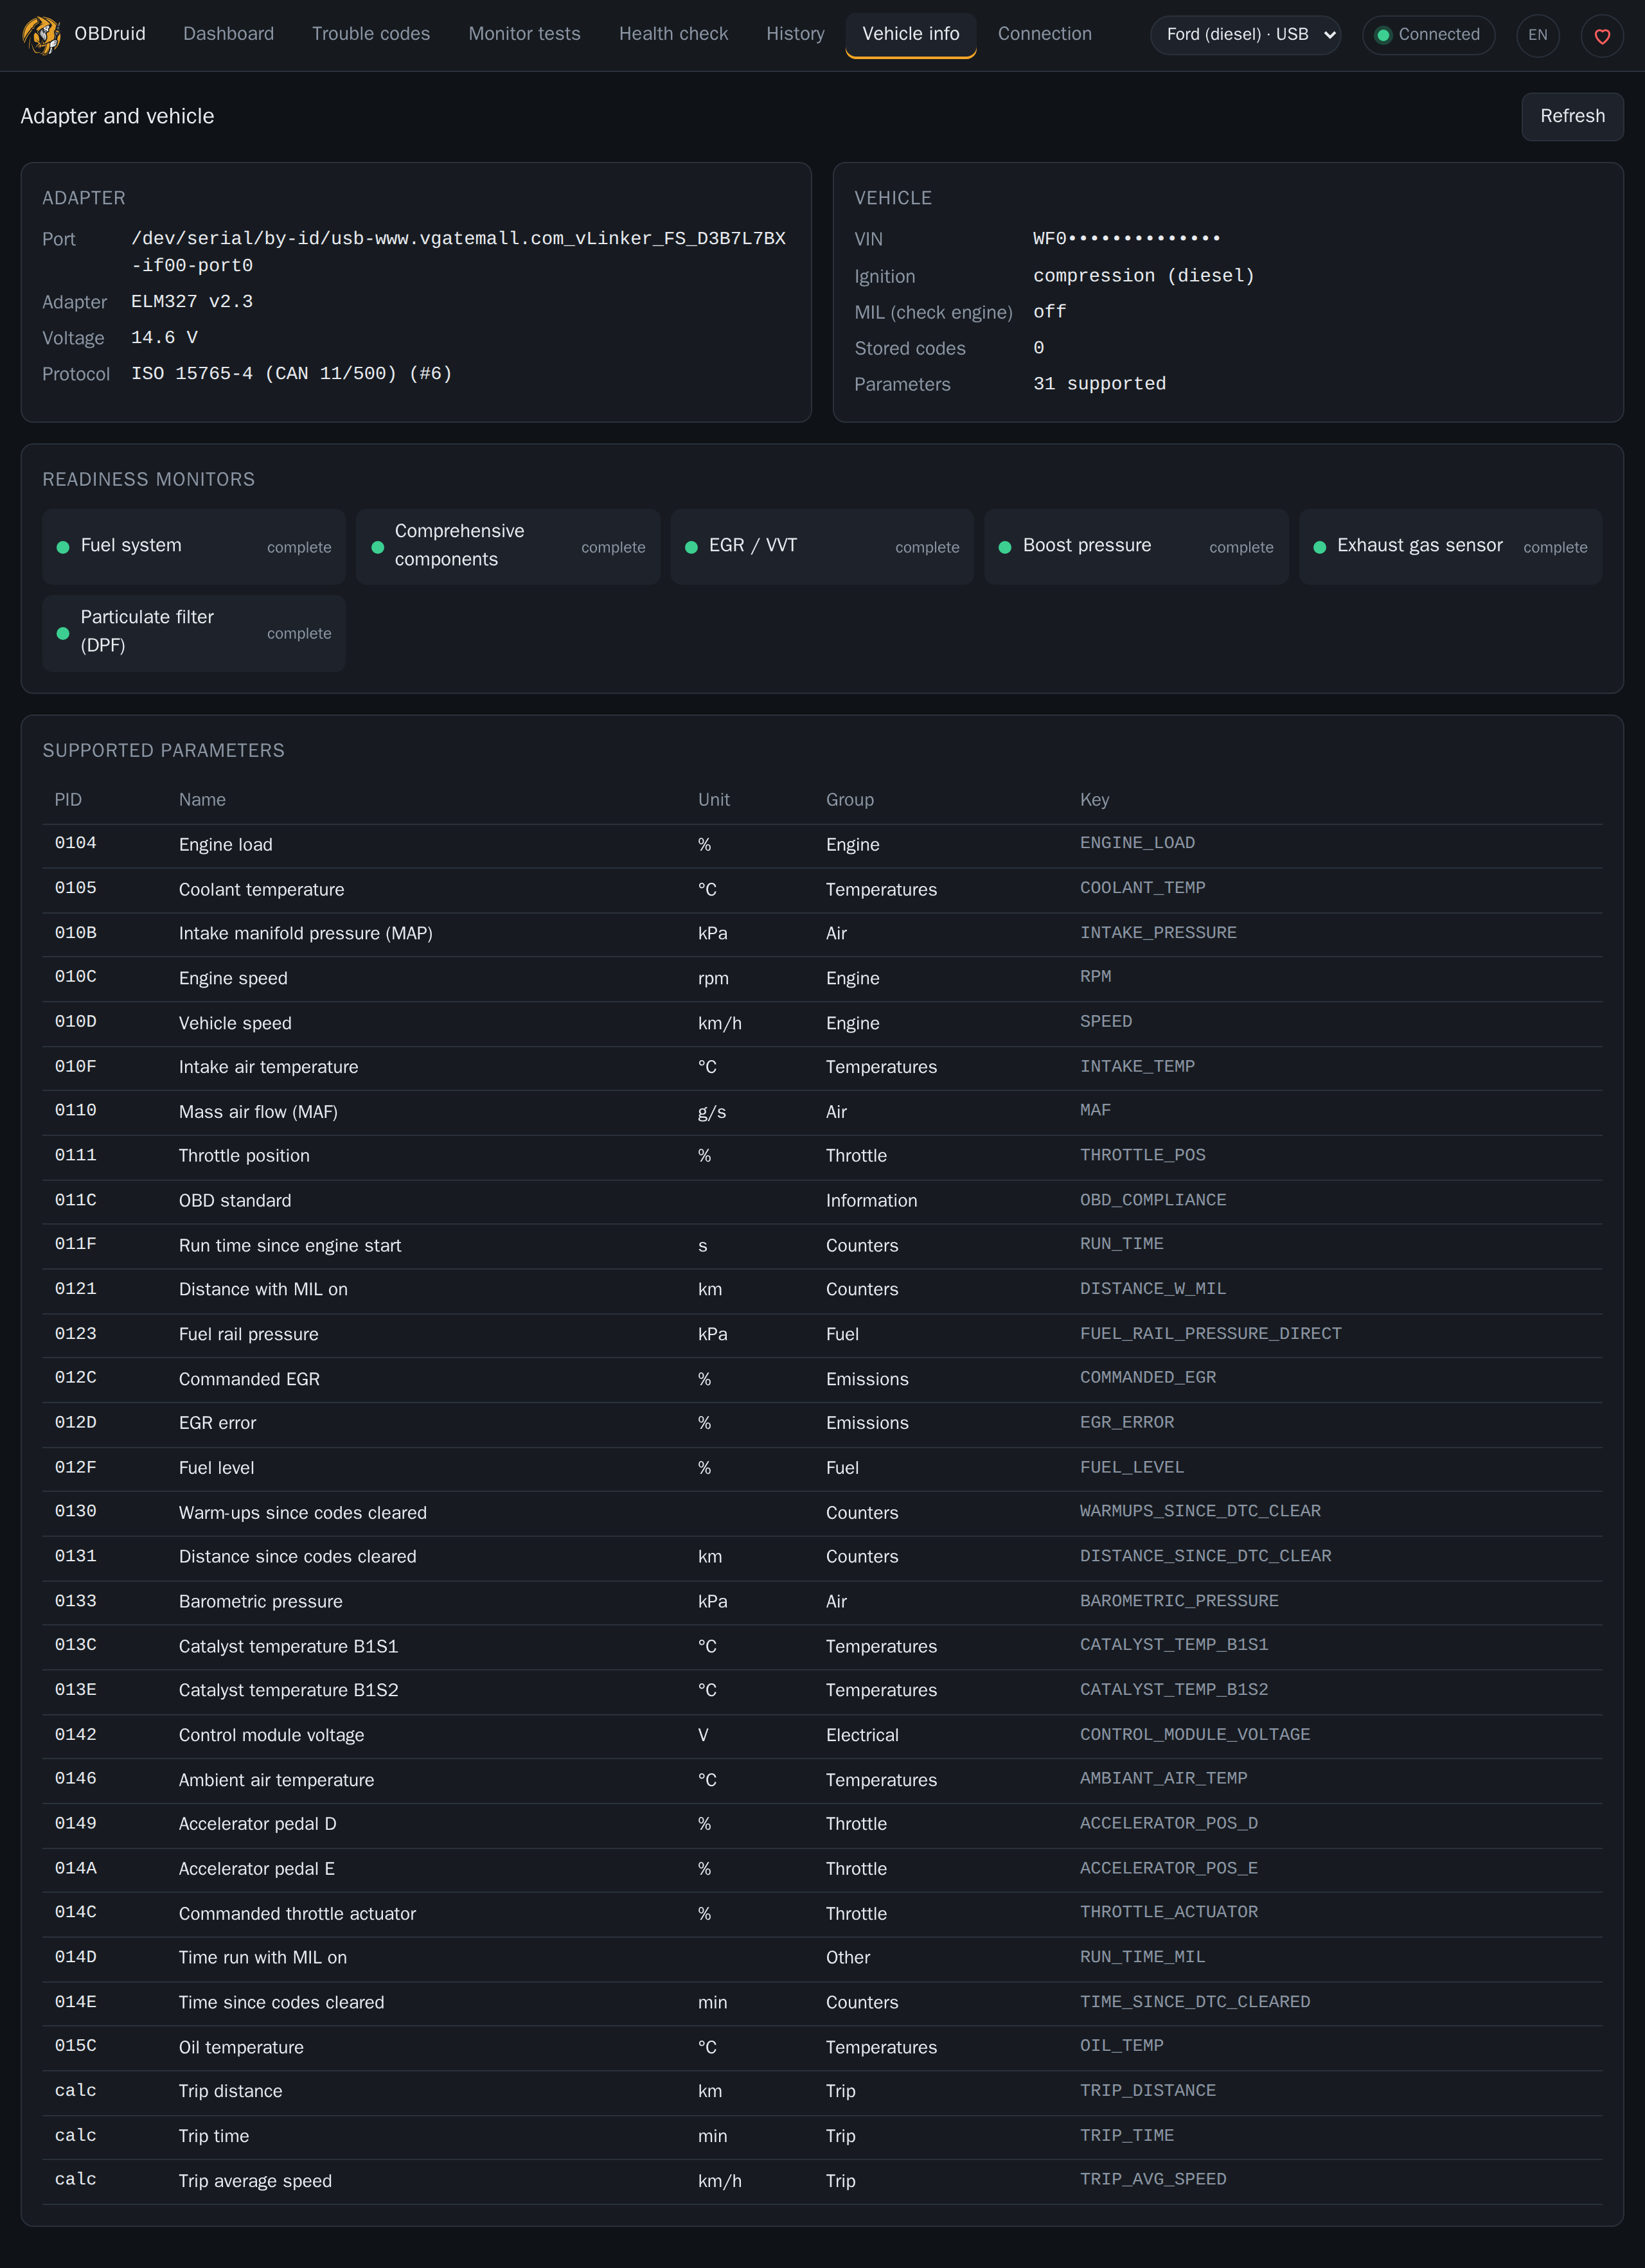 OBDruid Dashboard Trouble codes Monitor tests Health check History Vehicle info Connection Ford (diesel) · USB Connected EN
Adapter and vehicle
Refresh
ADAPTER
Port /dev/serial/by-id/usb-www.vgatemall.com_vLinker_FS_D3B7L7BX
-if00-port0
Adapter ELM327 v2.3
Voltage 14.6 V
Protocol ISO 15765-4 (CAN 11/500) (#6)
VEHICLE
VIN WF0••••••••••••••
Ignition compression (diesel)
MIL (check engine) off
Stored codes 0
Parameters 31 supported
READINESS MONITORS
Fuel system complete
Comprehensive
components complete
EGR / VVT complete
Boost pressure complete
Exhaust gas sensor complete
Particulate filter
(DPF) complete
SUPPORTED PARAMETERS
PID Name Unit Group Key
0104 Engine load % Engine ENGINE_LOAD
0105 Coolant temperature °C Temperatures COOLANT_TEMP
010B Intake manifold pressure (MAP) kPa Air INTAKE_PRESSURE
010C Engine speed rpm Engine RPM
010D Vehicle speed km/h Engine SPEED
010F Intake air temperature °C Temperatures INTAKE_TEMP
0110 Mass air flow (MAF) g/s Air MAF
0111 Throttle position % Throttle THROTTLE_POS
011C OBD standard Information OBD_COMPLIANCE
011F Run time since engine start s Counters RUN_TIME
0121 Distance with MIL on km Counters DISTANCE_W_MIL
0123 Fuel rail pressure kPa Fuel FUEL_RAIL_PRESSURE_DIRECT
012C Commanded EGR % Emissions COMMANDED_EGR
012D EGR error % Emissions EGR_ERROR
012F Fuel level % Fuel FUEL_LEVEL
0130 Warm-ups since codes cleared Counters WARMUPS_SINCE_DTC_CLEAR
0131 Distance since codes cleared km Counters DISTANCE_SINCE_DTC_CLEAR
0133 Barometric pressure kPa Air BAROMETRIC_PRESSURE
013C Catalyst temperature B1S1 °C Temperatures CATALYST_TEMP_B1S1
013E Catalyst temperature B1S2 °C Temperatures CATALYST_TEMP_B1S2
0142 Control module voltage V Electrical CONTROL_MODULE_VOLTAGE
0146 Ambient air temperature °C Temperatures AMBIANT_AIR_TEMP
0149 Accelerator pedal D % Throttle ACCELERATOR_POS_D
014A Accelerator pedal E % Throttle ACCELERATOR_POS_E
014C Commanded throttle actuator % Throttle THROTTLE_ACTUATOR
014D Time run with MIL on Other RUN_TIME_MIL
014E Time since codes cleared min Counters TIME_SINCE_DTC_CLEARED
015C Oil temperature °C Temperatures OIL_TEMP
calc Trip distance km Trip TRIP_DISTANCE
calc Trip time min Trip TRIP_TIME
calc Trip average speed km/h Trip TRIP_AVG_SPEED